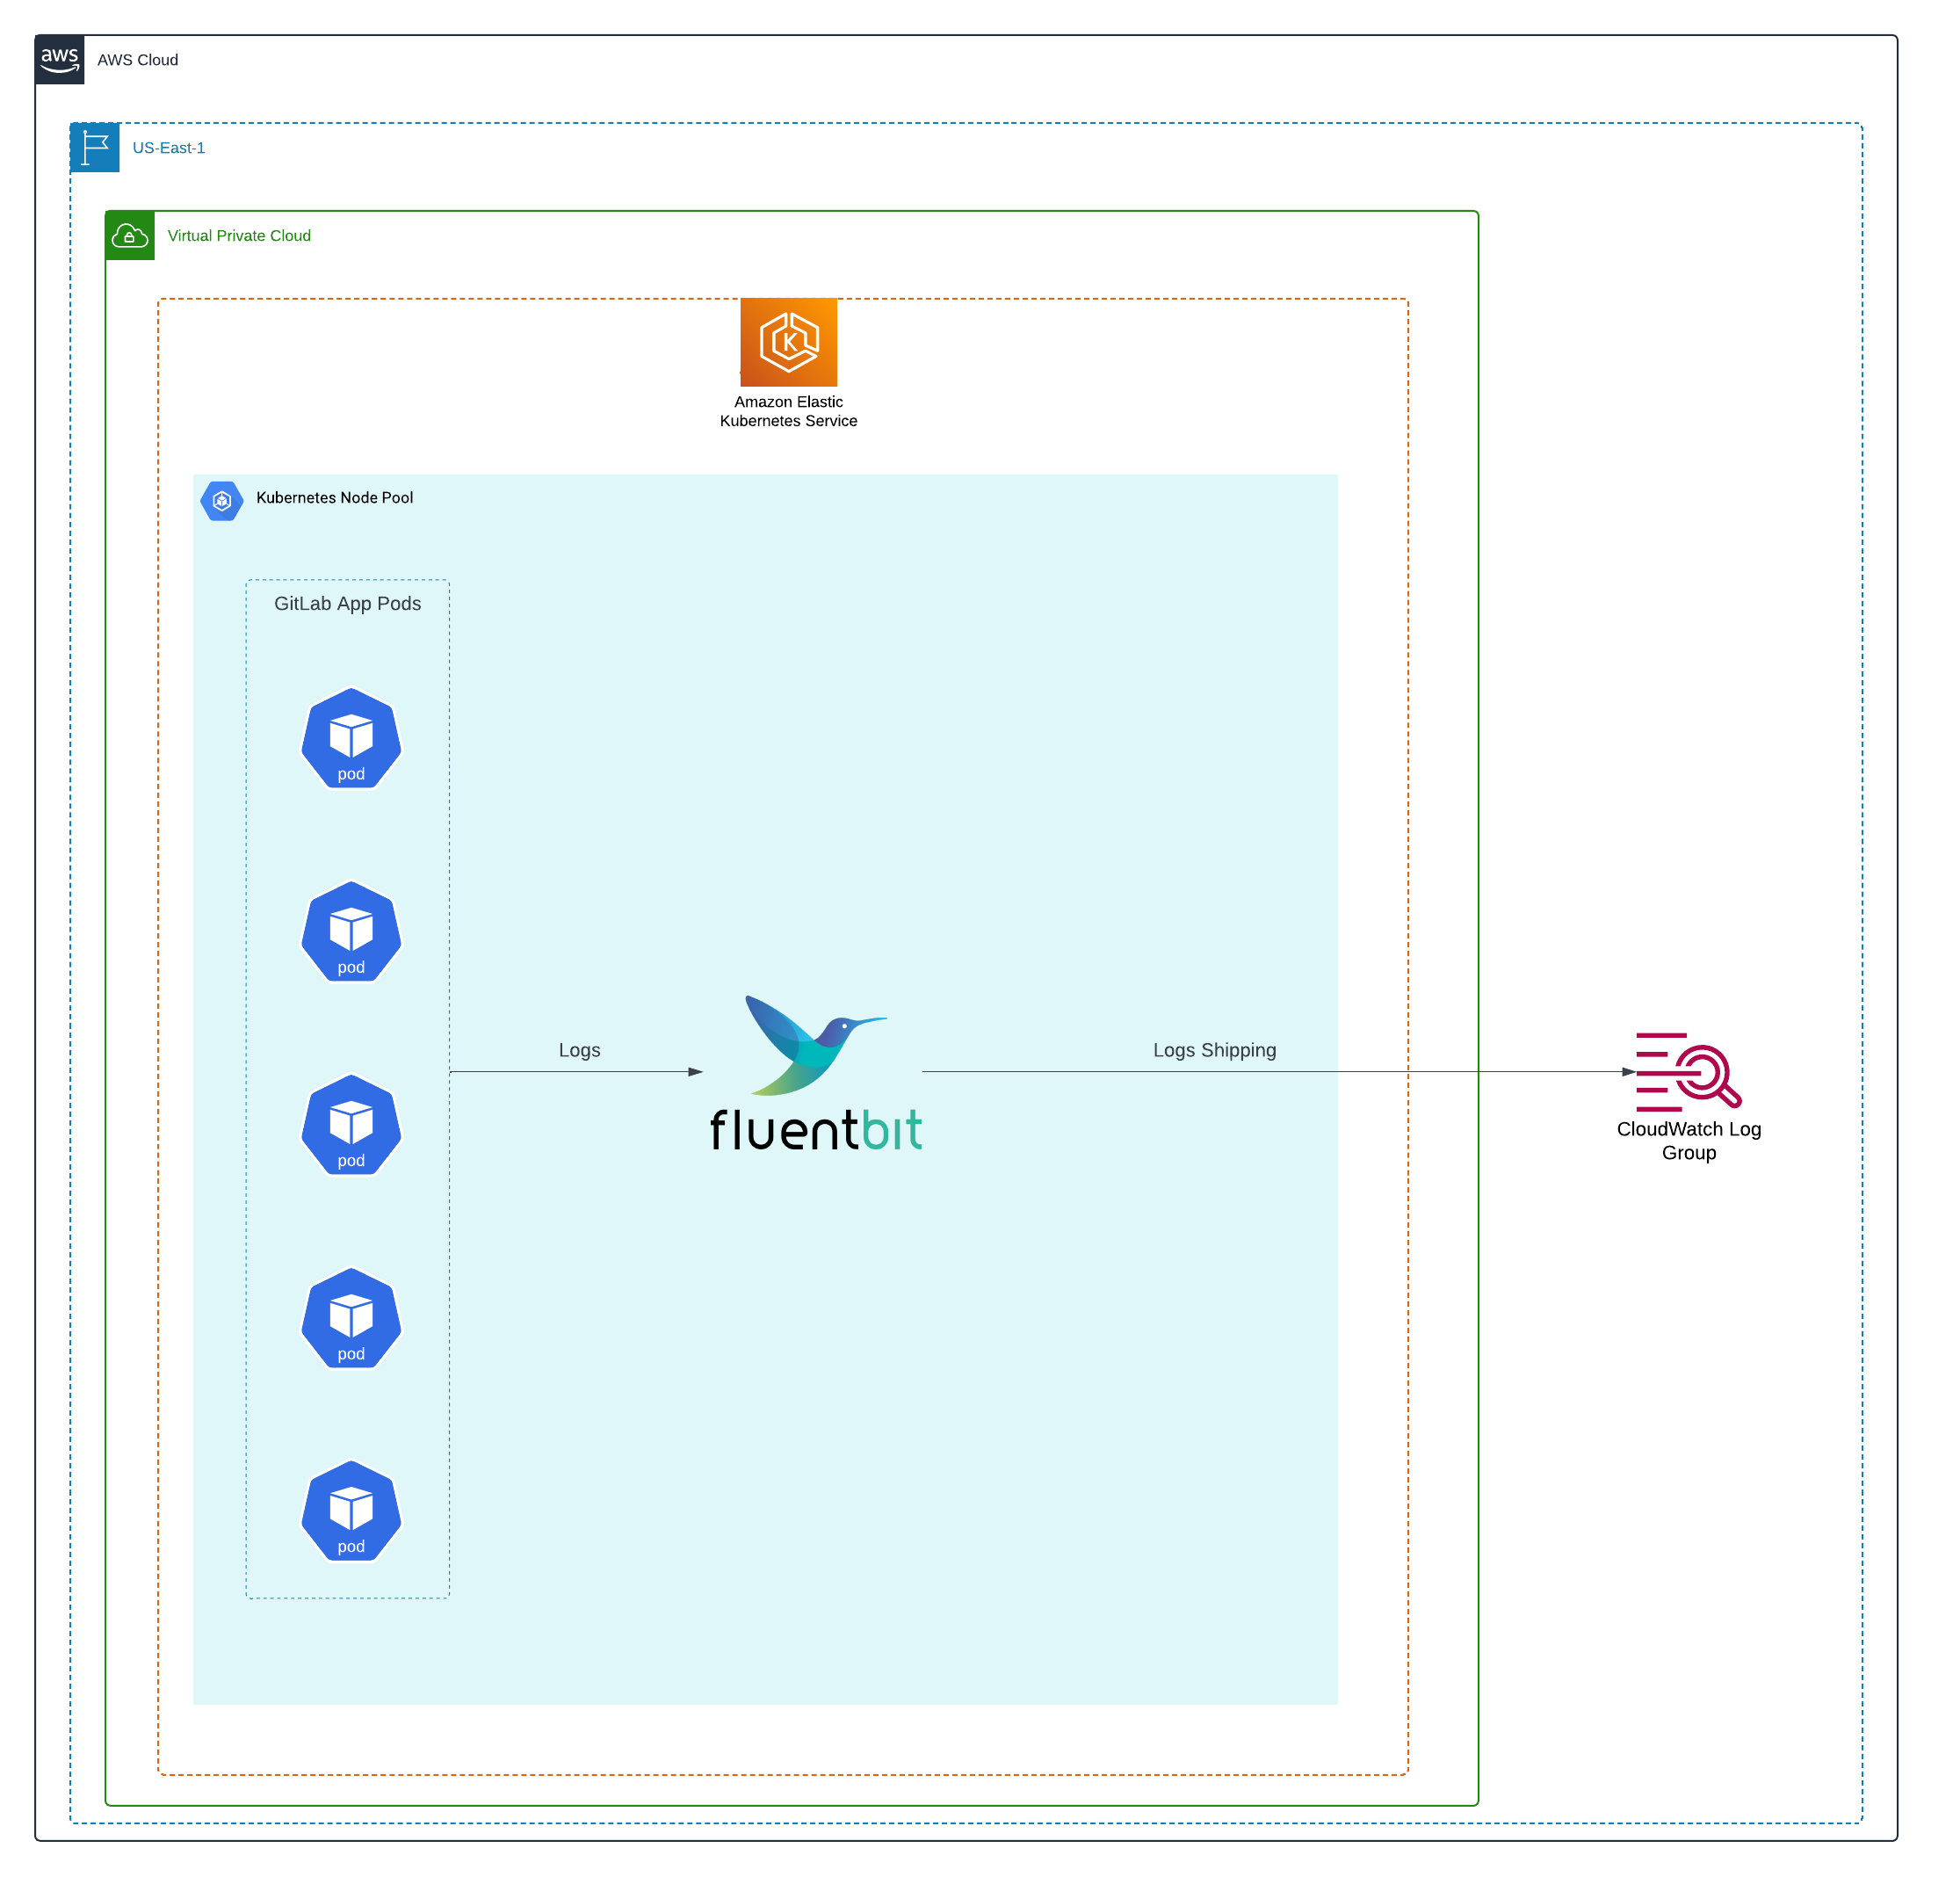 aws
AWS Cloud
US-East-1
Virtual Private Cloud
K
Amazon Elastic
Kubernetes Service
Kubernetes Node Pool
GitLab App Pods
pod
pod
Logs
Logs Shipping
fluentbit
CloudWatch Log
Group
pod
pod
pod